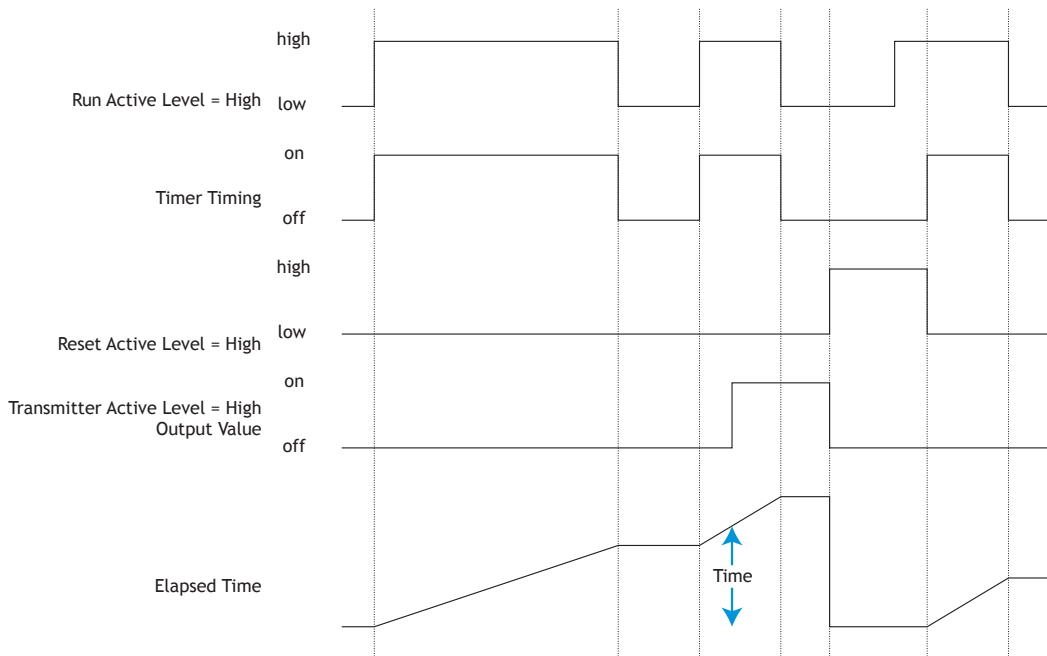 high
Run Active Level = High
low
on
Timer Timing
off
high
low
Reset Active Level = High
on
Transmitter Active Level = High
Output Value
off
Time
Elapsed Time